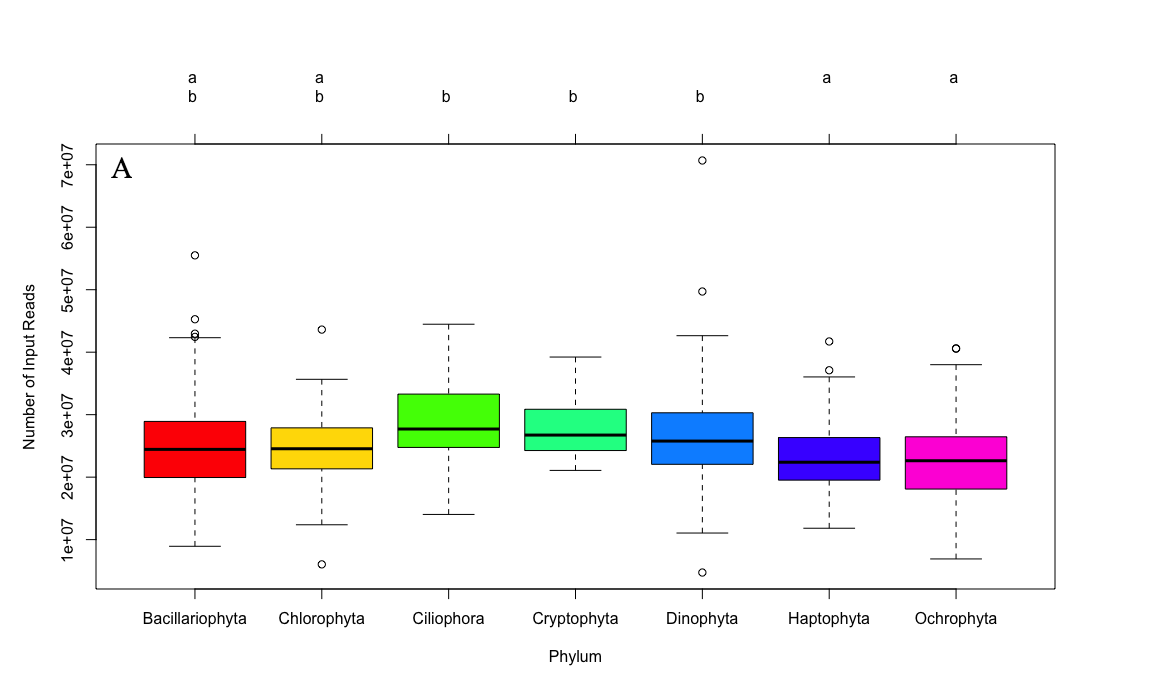 a a a a
b b b b b
A
7e+07
6e+07
5e+07
4e+07
3e+07
2e+07
1e+07
Number of Input Reads
Bacillariophyta Chlorophyta Ciliophora Cryptophyta Dinophyta Haptophyta Ochrophyta
Phylum